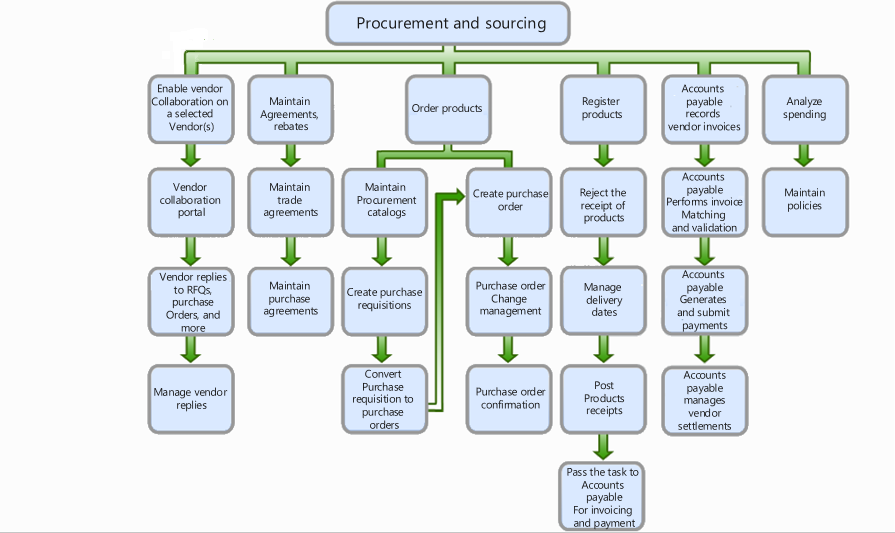 Procurement and sourcing
Enable vendor
Collaboration on
a selected
Vendor(s)
Maintain
Agreements,
rebates
Order products
Register
products
Accounts
payable
records
vendor invoices
Analyze
spending
Vendor
collaboration
portal
Maintain
trade
agreements
Maintain
Procurement
catalogs
Create purchase
order
Reject the
receipt of
products
Accounts
payable
Performs invoice
Matching
and validation
Maintain
policies
Vendor replies
to RFQs,
purchase
Orders, and
more
Maintain
purchase
agreements
Create purchase
requisitions
Purchase order
Change
management
Manage
delivery
dates
Accounts
payable
Generates
and submit
payments
Manage vendor
replies
Convert
Purchase
requisition to
purchase
orders
Purchase order
confirmation
Post
Products
receipts
Accounts
payable
manages
vendor
settlements
Pass the task to
Accounts
payable
For invoicing
and payment